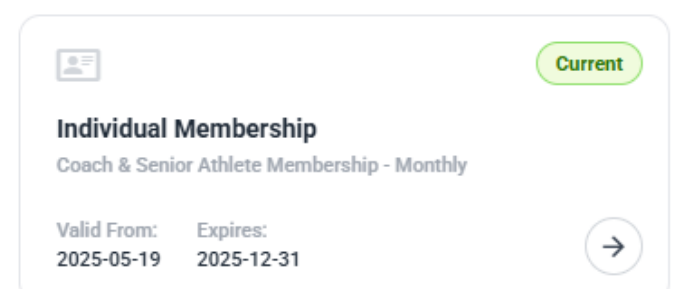 Current
Individual Membership
Coach & Senior Athlete Membership - Monthly
Valid From: Expires:
2025-05-19 2025-12-31